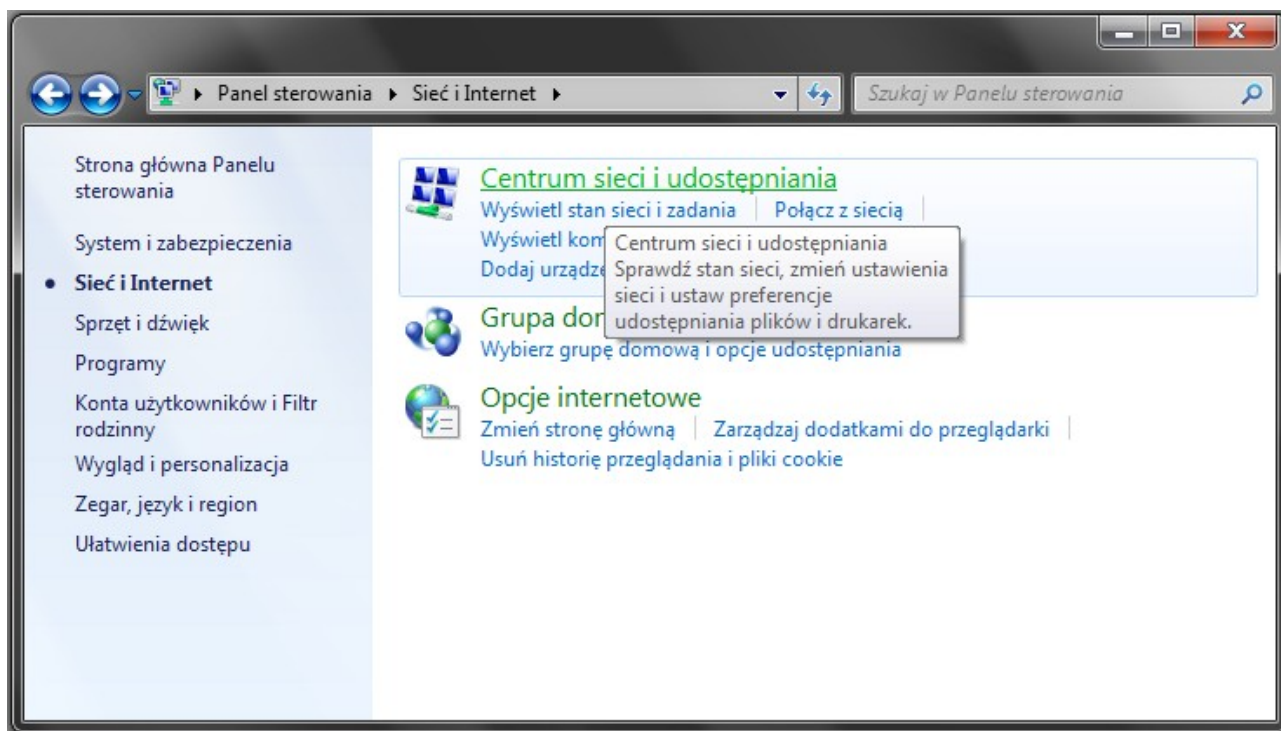 Panel sterowania Sieć i Internet
Szukaj w Panelu sterowania
Strona główna Panelu
sterowania
System i zabezpieczenia
Sieć i Internet
Sprzęt i dźwięk
Programy
Konta użytkowników i Filtr
rodzinny
Wygląd i personalizacja
Zegar, język i region
Ułatwienia dostępu
Centrum sieci i udostępniania
Wyświetl stan sieci i zadania
Połącz z siecią
Wyświetl
Dodaj
Centrum sieci i udostępniania
Sprawdź stan sieci, zmień ustawienia
sieci i ustaw preferencje
udostępniania plików i drukarek.
Grupa
Wybierz grupę domową i opcje udostępniania
Opcje internetowe
Zmień stronę główną
Zarządzaj dodatkami do przeglądarki
Usuń historię przeglądania i pliki cookie